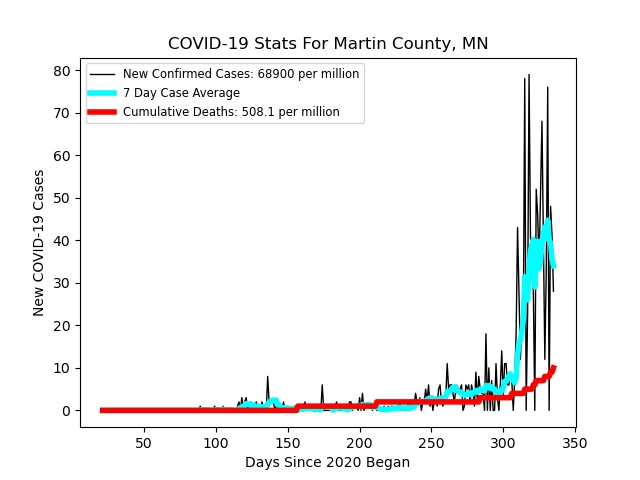 COVID-19 Stats For Martin County, MN
New Confirmed Cases: 68900 per million
7 Day Case Average
Cumulative Deaths: 508.1 per million
New COVID-19 Cases
80
70
60
50
40
30
20
10
0
50 100 150 200 250 300 350
Days Since 2020 Began